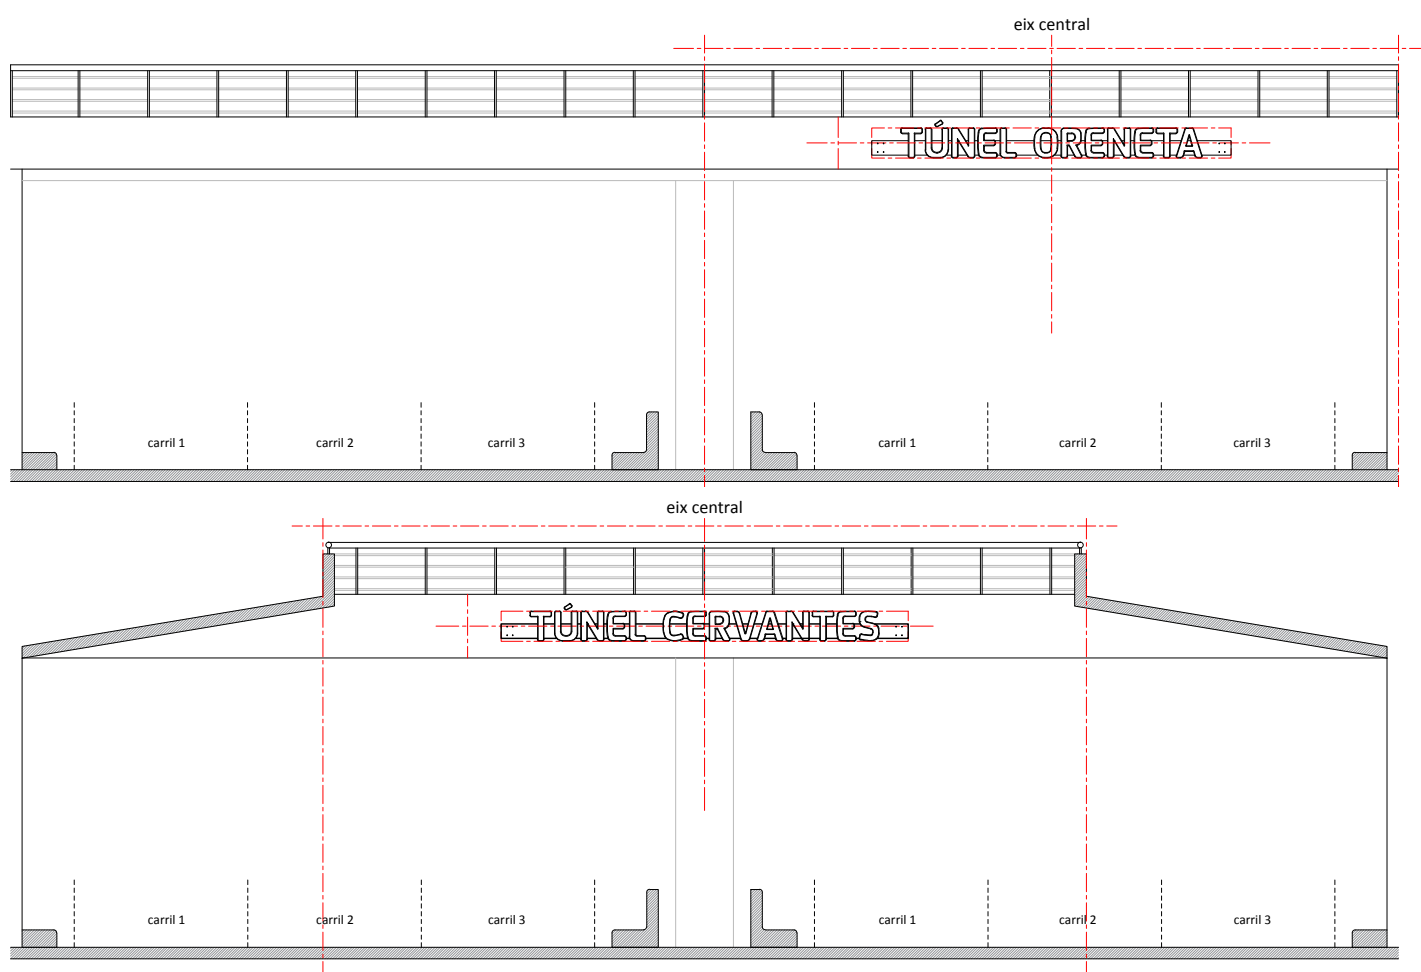 eix central
TÚNEL ORENETA
carril 1 carril 2 carril 3 carril 1 carril 2 carril 3
eix central
TÚNEL CERVANTES
carril 1 carril 2 carril 3 carril 1 carril 2 carril 3